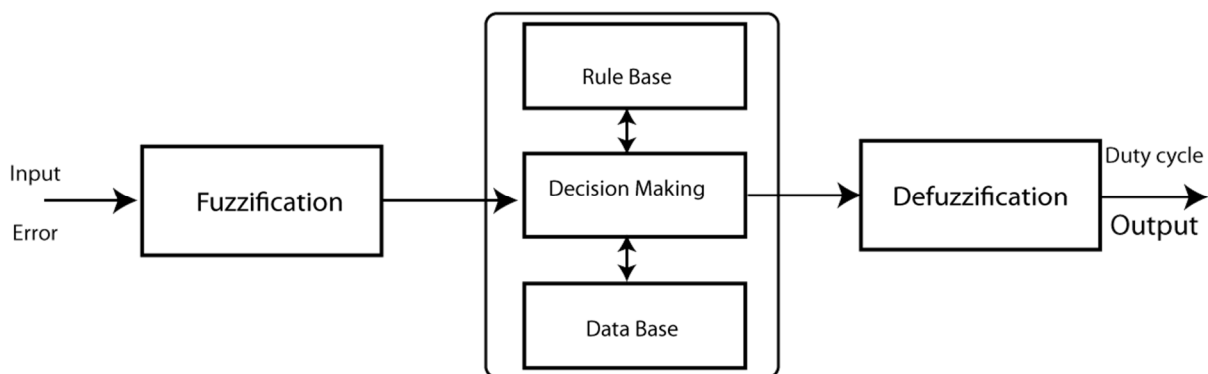 Input
Error
Fuzzification
Rule Base
Decision Making
Data Base
Defuzzification
Duty cycle
Output